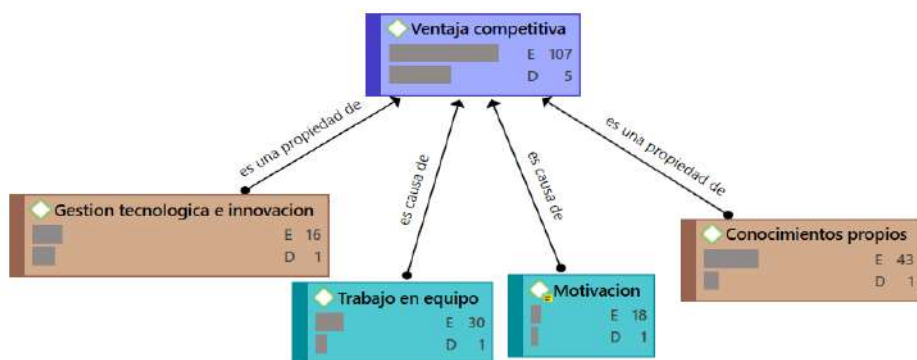 Ventaja competitiva
E 107
D 5
es una propiedad de
es causa de
es causa de
es una propiedad de
Gestion tecnologica e innovacion
E 16
D 1
Trabajo en equipo
E 30
D 1
Motivacion
E 18
D 1
Conocimientos propios
E 43
D 1